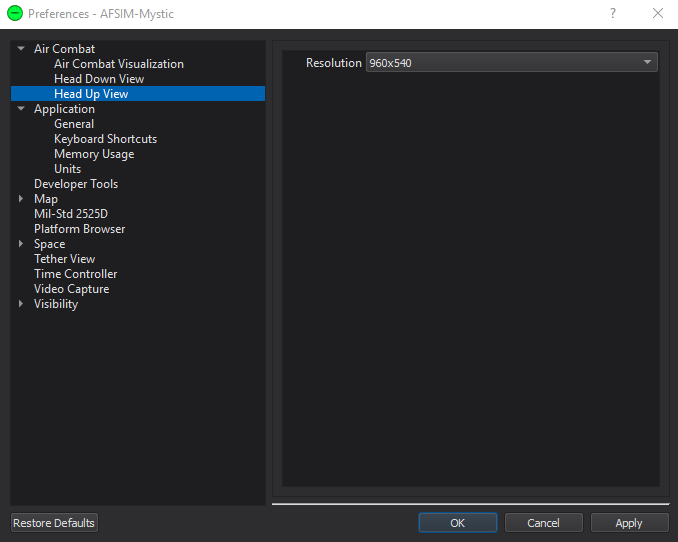 Preferences - AFSIM-Mystic
?
Air Combat
Air Combat Visualization
Head Down View
Head Up View
Application
General
Keyboard Shortcuts
Memory Usage
Units
Developer Tools
Map
Mil-Std 2525D
Platform Browser
Space
Tether View
Time Controller
Video Capture
Visibility
Resolution 960x540
Restore Defaults
OK
Cancel
Apply